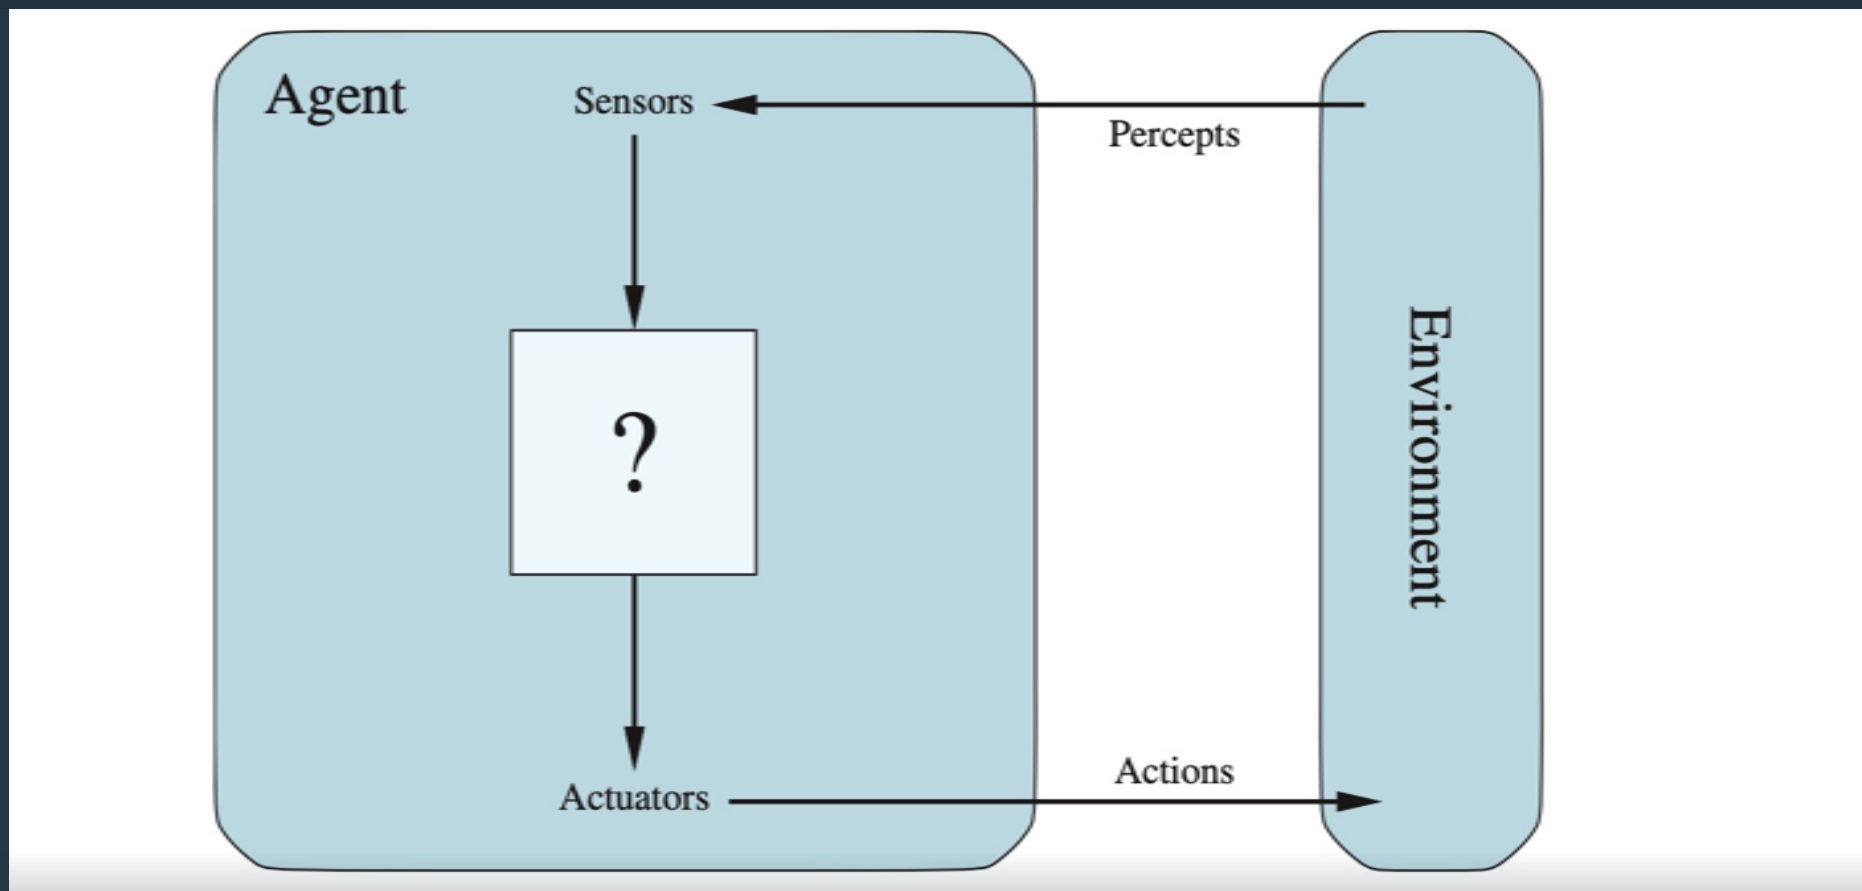 Agent
Sensors
Percepts
?
Environment
Actions
Actuators